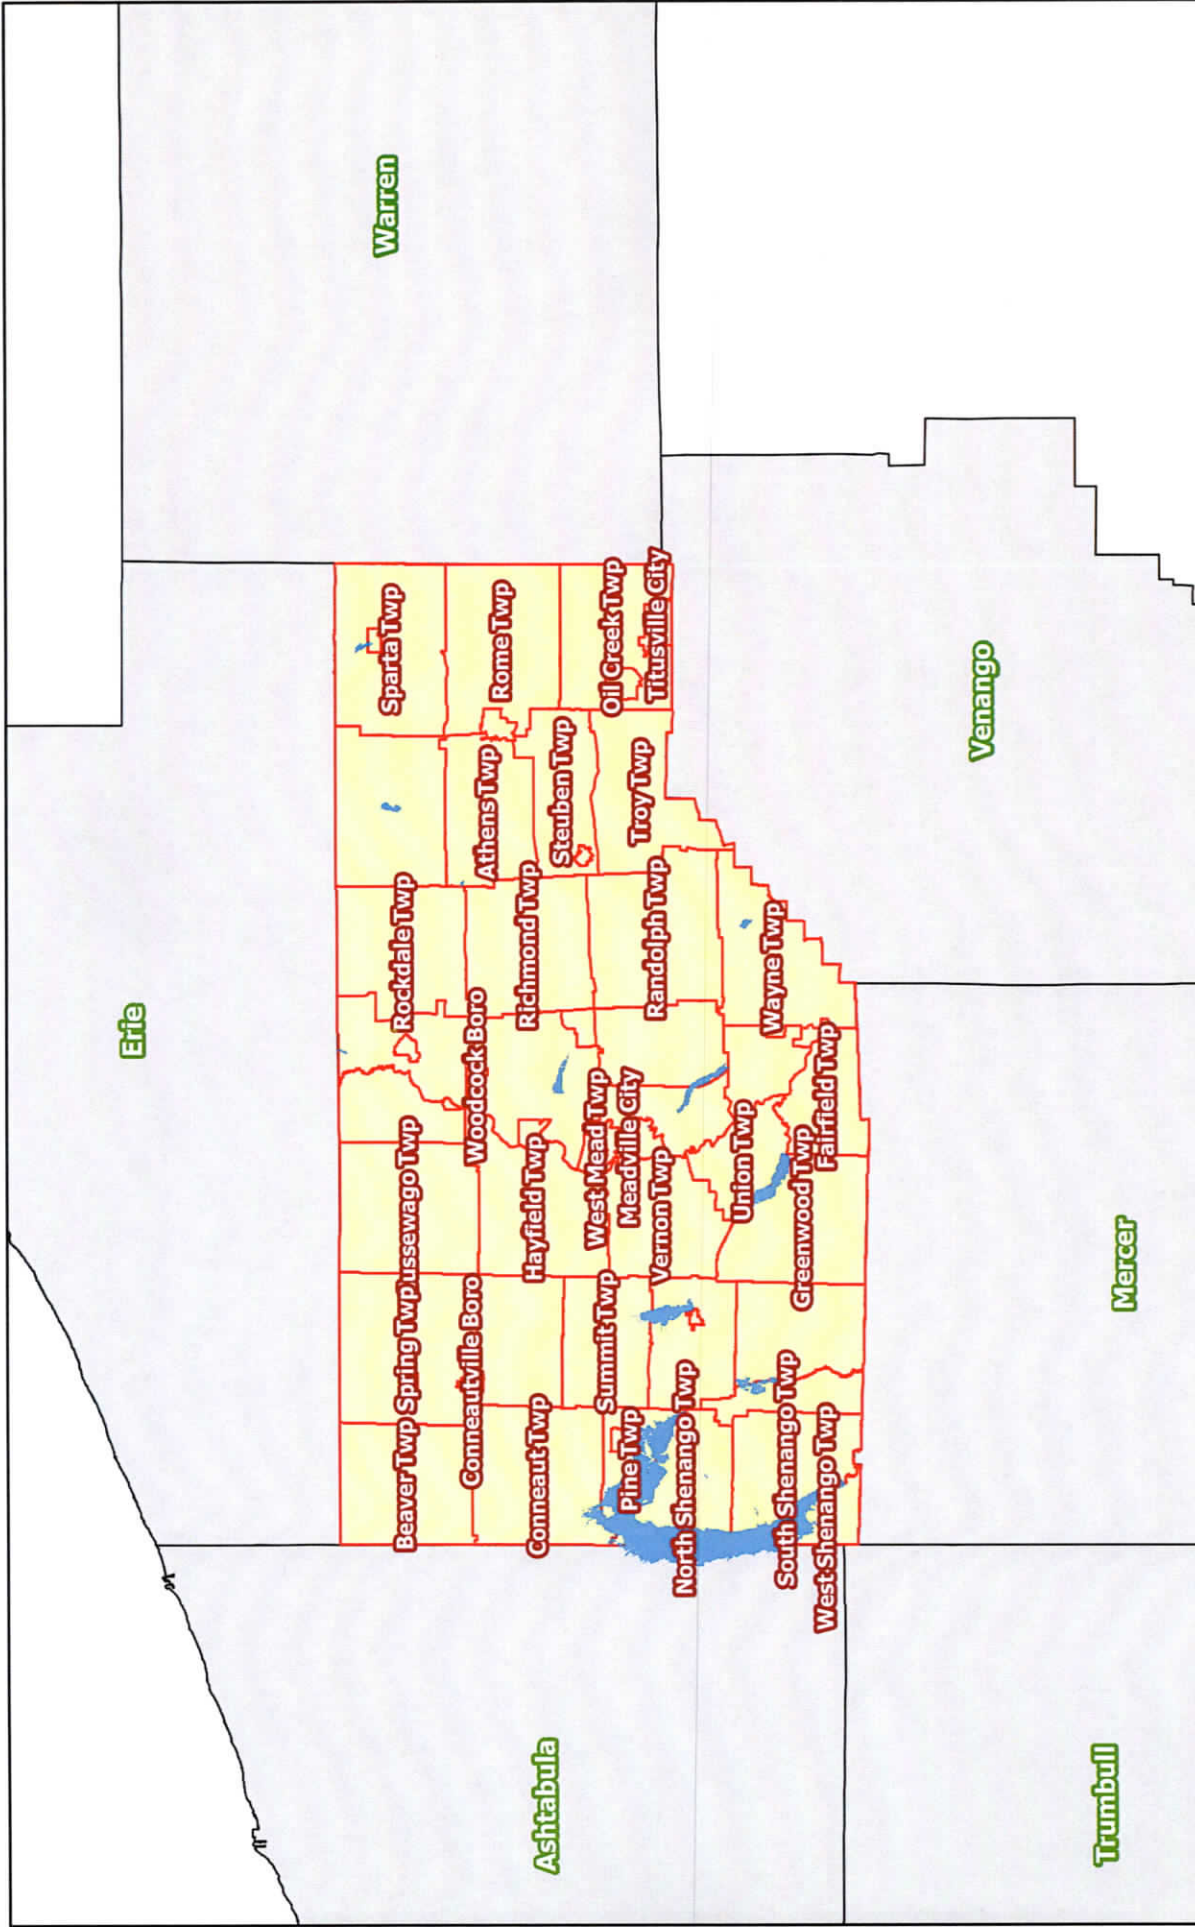 Erie
Warren
Ashtabula
Trumbull
Mercer
Venango
Beaver Twp
Spring Twp
ussewago Twp
Rockdale Twp
Sparta Twp
Conneautville Boro
Woodcock Boro
Athens Twp
Rome Twp
Conneaut Twp
Hayfield Twp
Richmond Twp
Steuben Twp
Summit Twp
West Mead Twp
Oil Creek Twp
Pine Twp
Meadville City
Troy Twp
North Shenango Twp
Vernon Twp
Randolph Twp
Titusville City
South Shenango Twp
Union Twp
Wayne Twp
Greenwood Twp
West Shenango Twp
Fairfield Twp